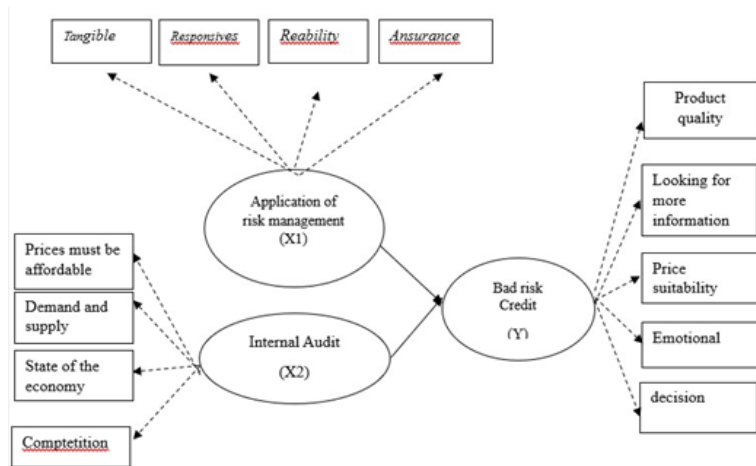 Tangible
Responsives
Reability
Ansurance
Application of
risk management
(X1)
Prices must be
affordable
Demand and
supply
State of the
economy
Comptetition
Internal Audit
(X2)
Bad risk
Credit
(Y)
Product
quality
Looking for
more
information
Price
suitability
Emotional
decision